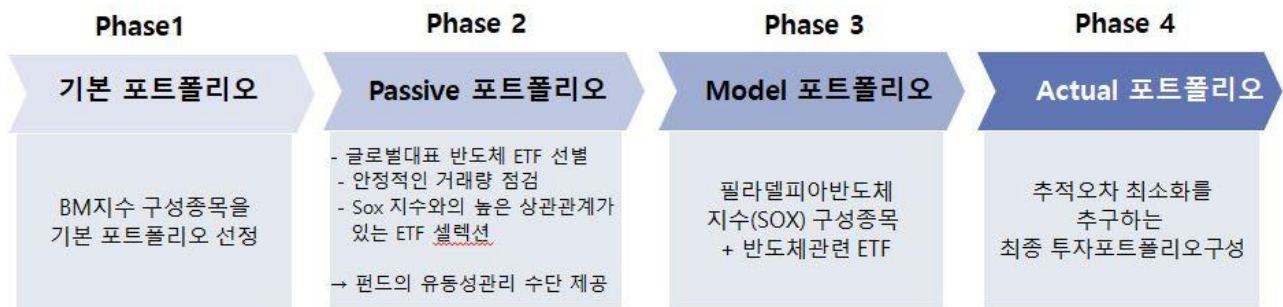 Phase1
기본 포트폴리오
BM지수 구성종목을
기본 포트폴리오 선정
Phase 2
Passive 포트폴리오
- 글로벌대표 반도체 ETF 선별
- 안정적인 거래량 점검
- Sox 지수와의 높은 상관관계가
있는 ETF 셀렉션
→ 펀드의 유동성관리 수단 제공
Phase 3
Model 포트폴리오
필라델피아반도체
지수(SOX) 구성종목
+ 반도체관련 ETF
Phase 4
Actual 포트폴리오
추적오차 최소화를
추구하는
최종 투자포트폴리오구성